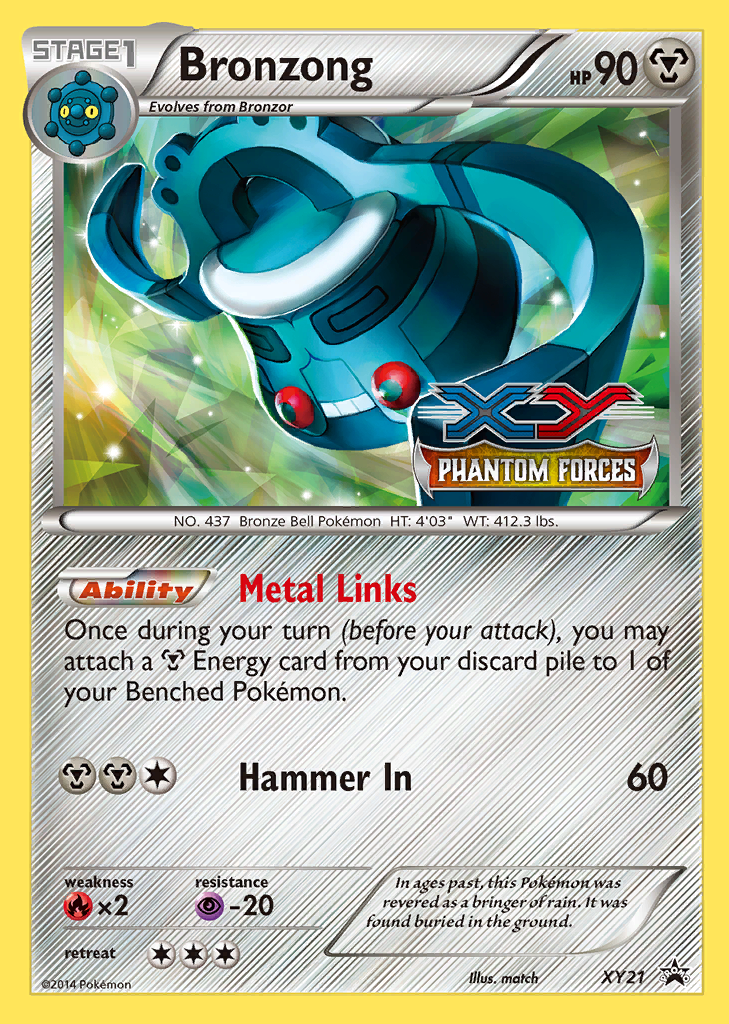 STAGE1
Bronzong
HP 90
Evolves from Bronzor
XY
PHANTOM FORCES
NO. 437 Bronze Bell Pokémon HT: 4'03" WT: 412.3 lbs.
Ability Metal Links
Once during your turn (before your attack), you may
attach a Energy card from your discard pile to 1 of
your Benched Pokémon.
Hammer In 60
weakness resistance
×2 -20
In ages past, this Pokémon was
revered as a bringer of rain. It was
found buried in the ground.
retreat
©2014 Pokémon
Illus. match
XY21
PROMO